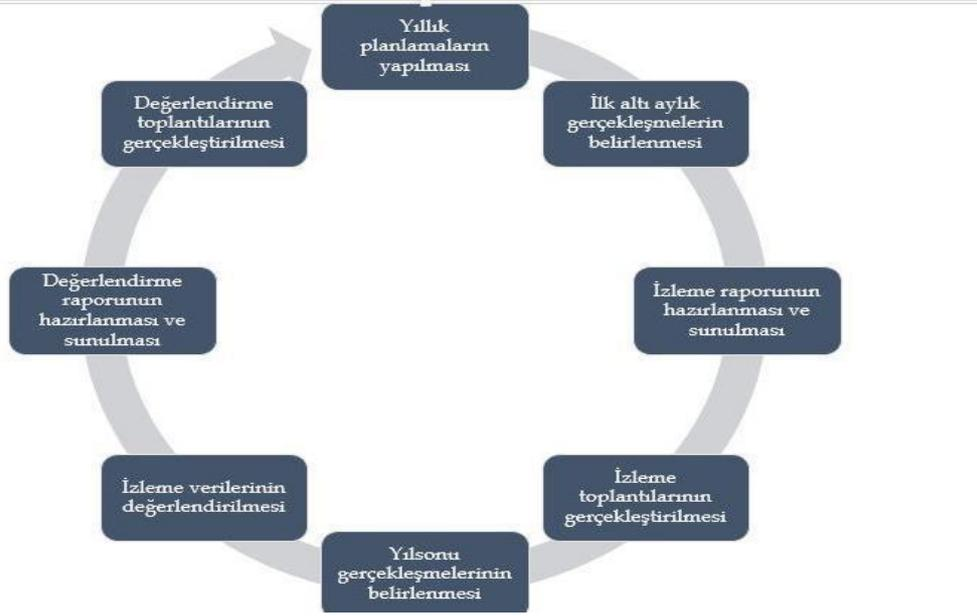 Yıllık
planlamaların
yapılması
İlk altı aylık
gerçekleşmelerin
belirlenmesi
İzleme raporunun
hazırlanması ve
sunulması
İzleme
toplantılarının
gerçekleştirilmesi
Yılsonu
gerçekleşmelerinin
belirlenmesi
İzleme verilerinin
değerlendirilmesi
Değerlendirme
raporunun
hazırlanması ve
sunulması
Değerlendirme
toplantılarının
gerçekleştirilmesi